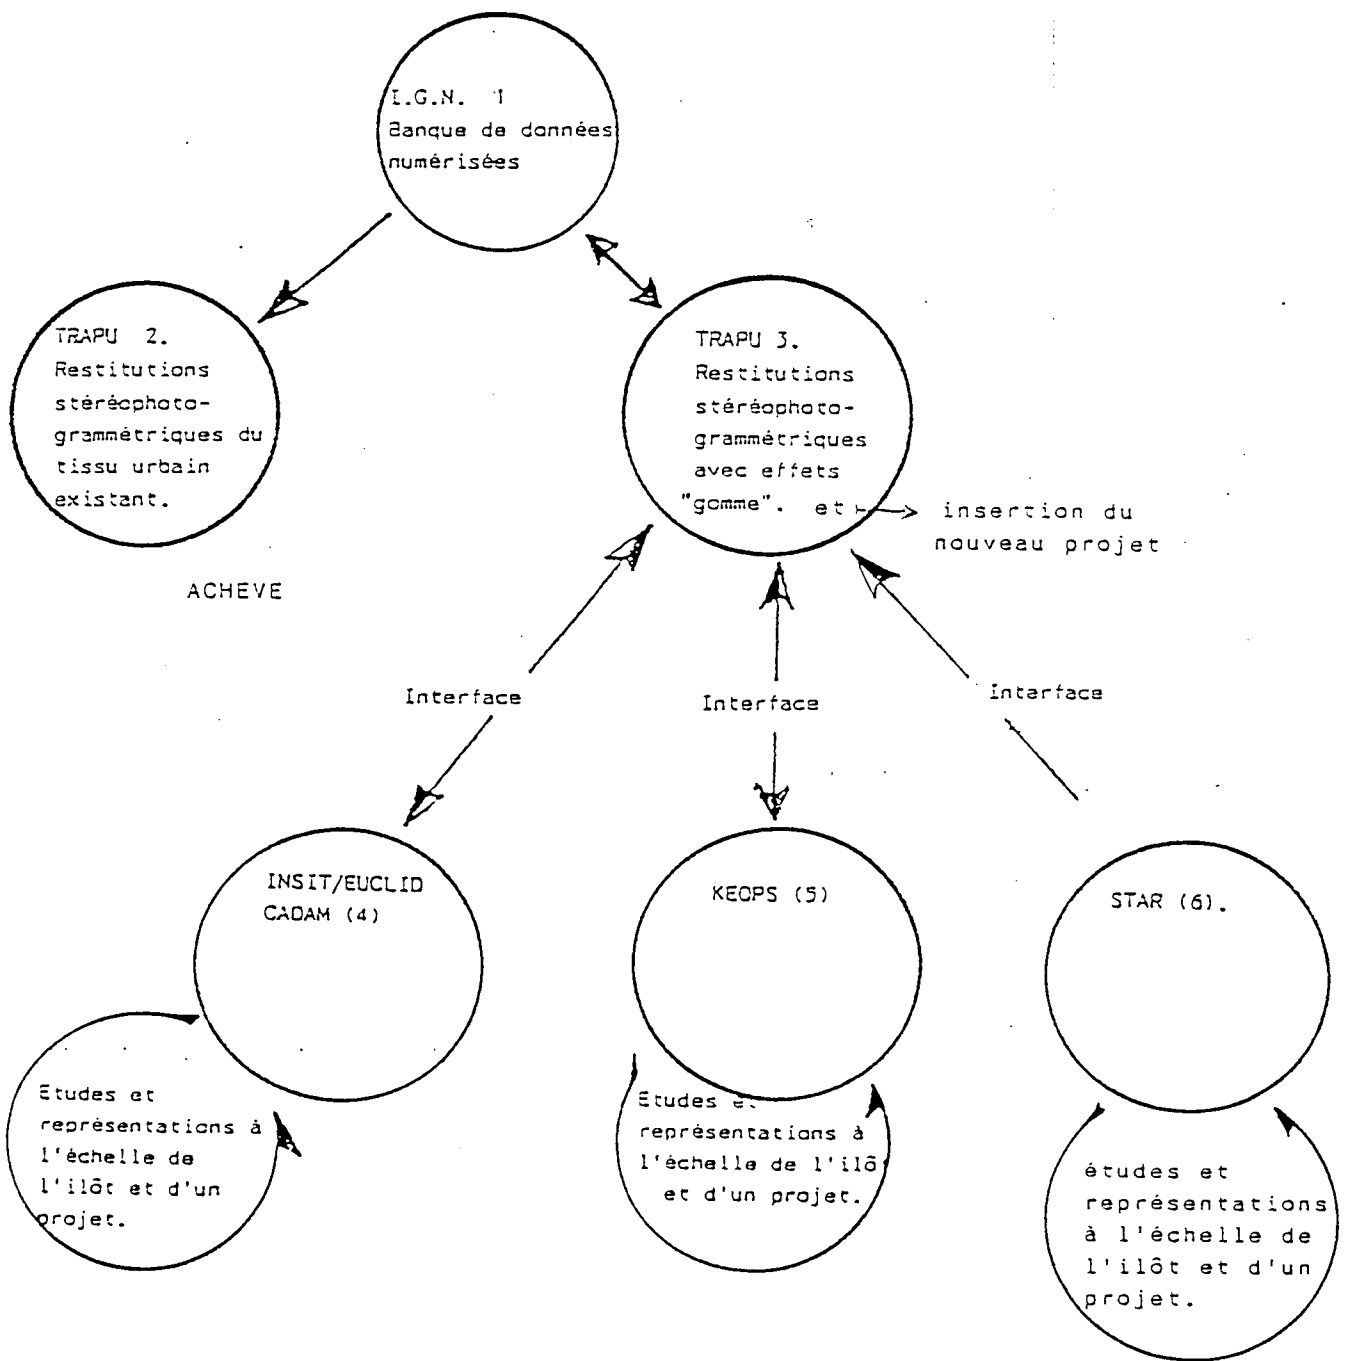 I.G.N. 1
Banque de données
numérisées
TRAPU 2.
Restitutions
stéréophoto-
grammétriques du
tissu urbain
existant.
ACHEVE
TRAPU 3.
Restitutions
stéréophoto-
grammétriques
avec effets
"gomme". et
insertion du
nouveau projet
Interface
Interface
Interface
INSIT/EUCLID
CADAM (4)
KEOPS (5)
STAR (6).
Etudes et
représentations à
l'échelle de
l'ilôt et d'un
projet.
Etudes et
représentations à
l'échelle de l'ilô
et d'un projet.
études et
représentations
à l'échelle de
l'ilôt et d'un
projet.